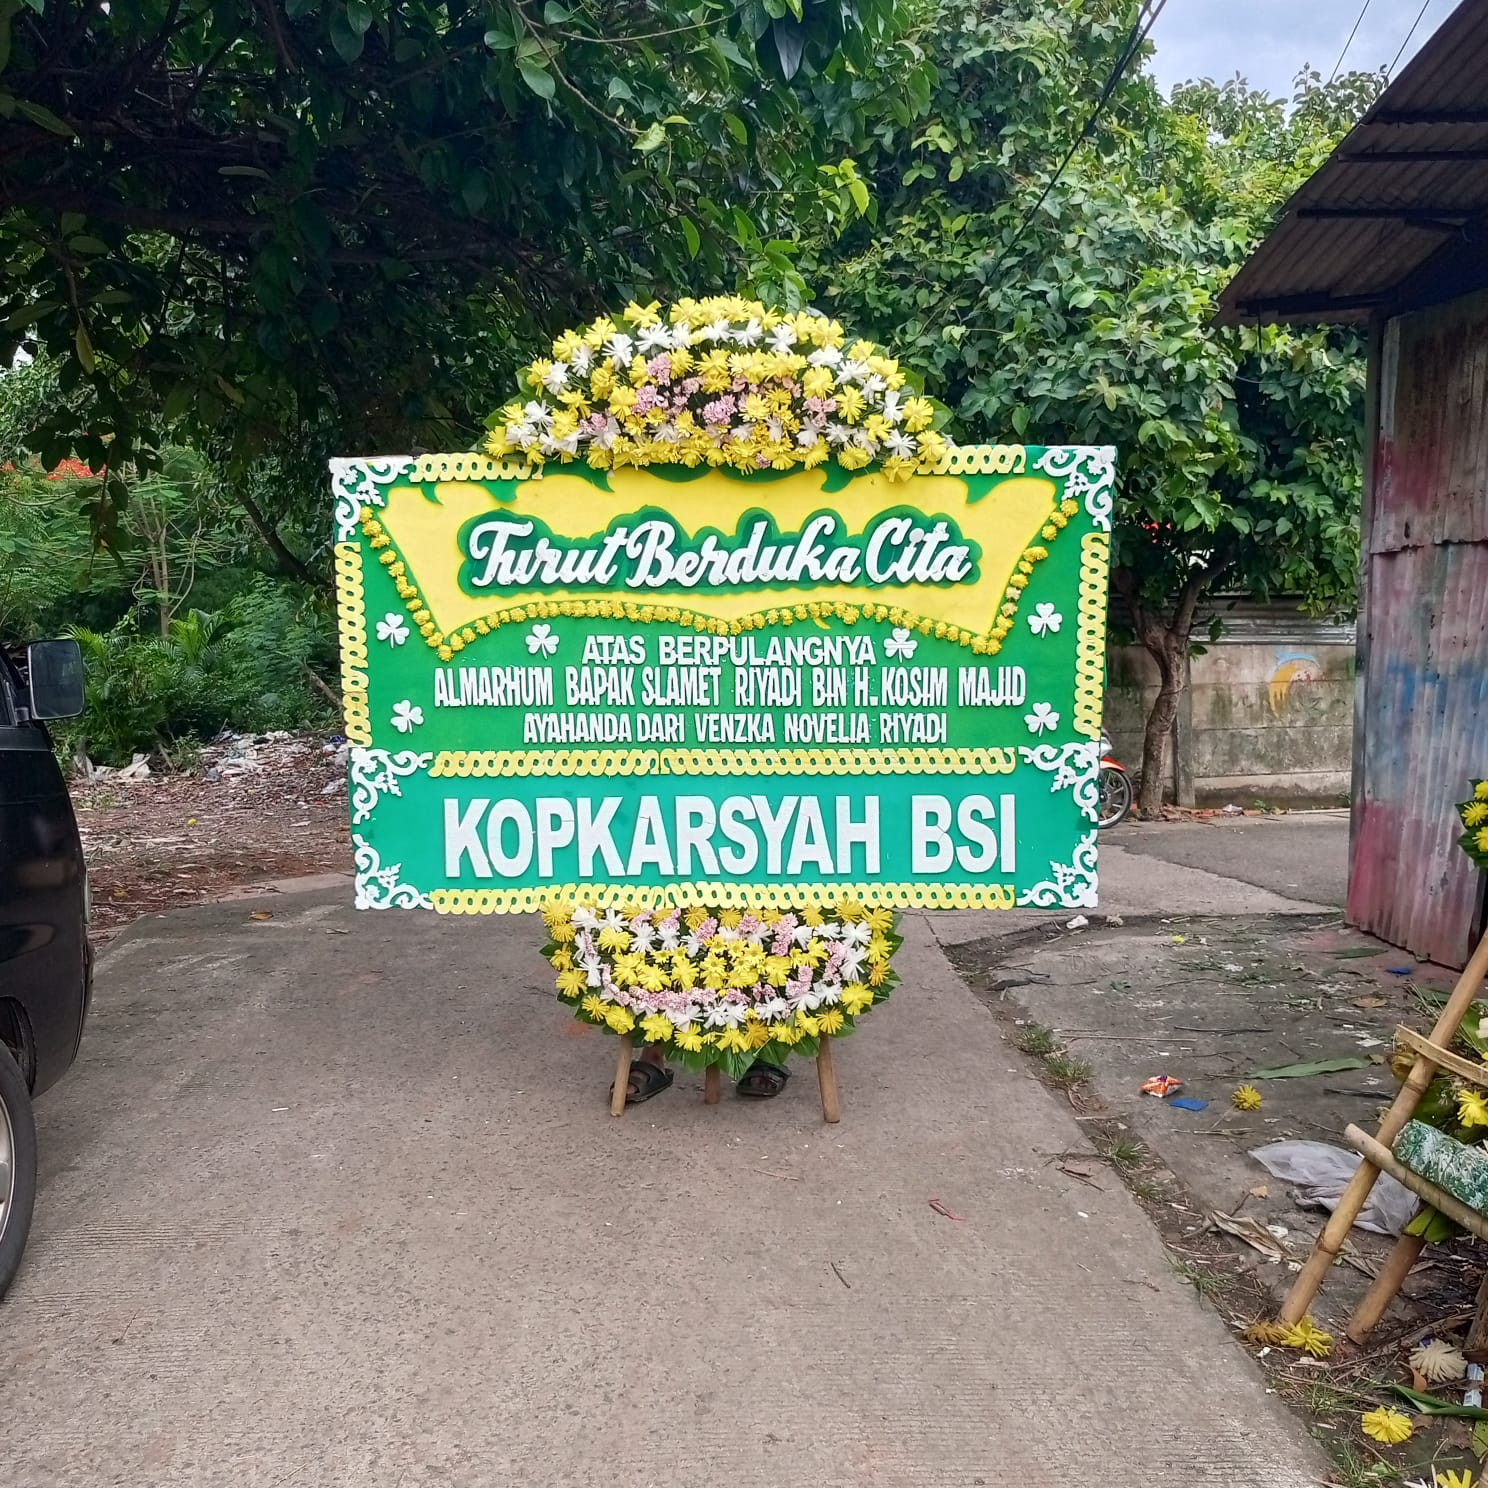 Turut Berduka Cita
ATAS BERPULANGNYA
ALMARHUM BAPAK SLAMET RIYADI BIN H. KOSIM MAJID
AYAHANDA DARI VENZKA NOVELIA RIYADI
KOPKARSYAH BSI